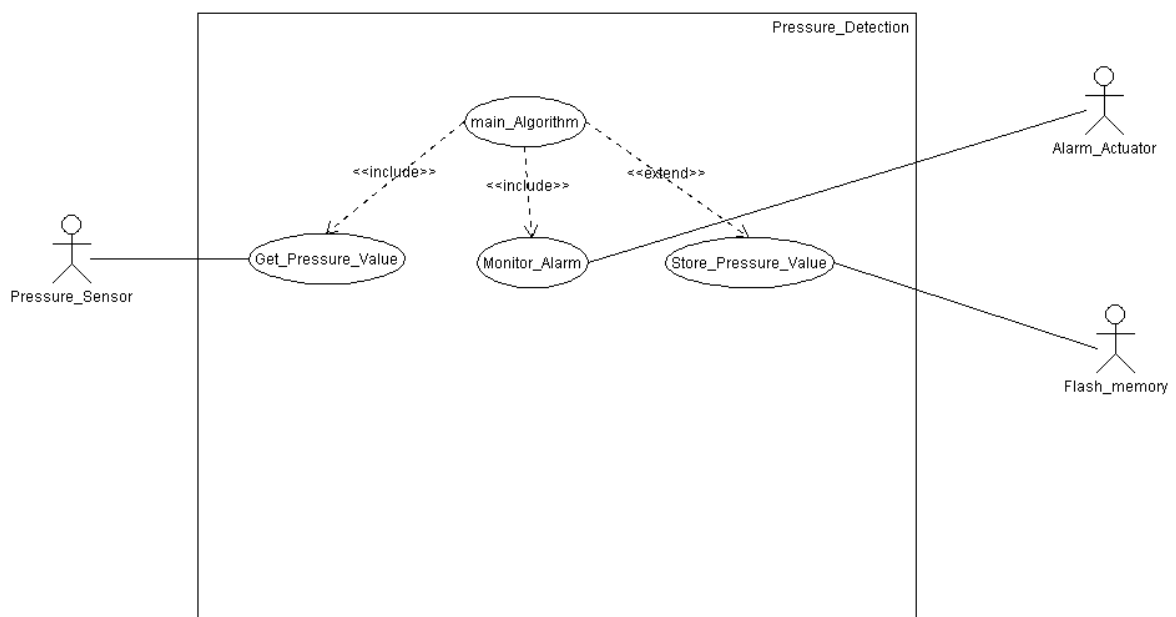 Pressure_Detection
main_Algorithm
Alarm_Actuator
<<include>>
<<include>>
<<extend>>
Get_Pressure_Value
Monitor_Alarm
Store_Pressure_Value
Pressure_Sensor
Flash_memory